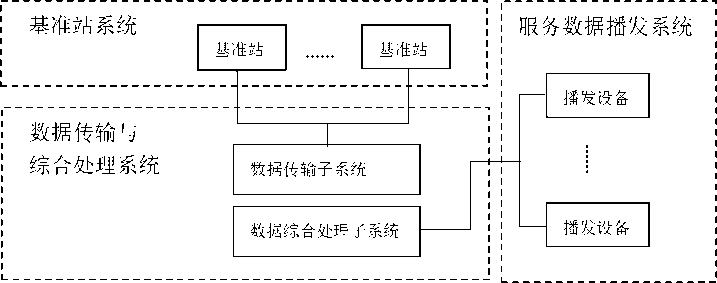 基准站系统
基准站 …… 基准站
数据传输与
综合处理系统
数据传输子系统
数据综合处理子系统
服务数据播发系统
播发设备
……
播发设备